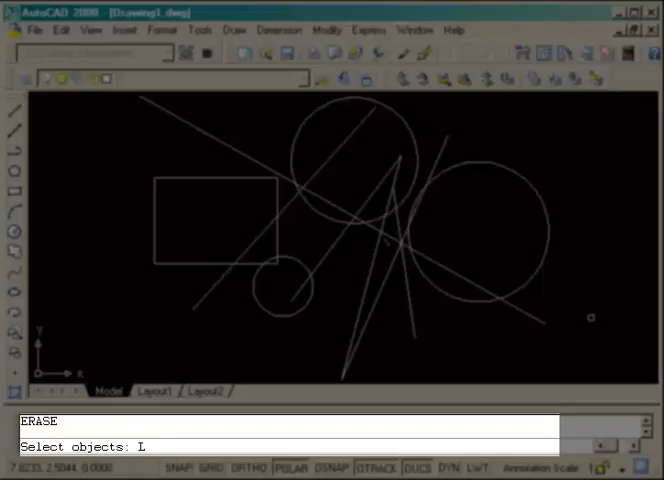 AutoCAD 2008 - [Drawing1.dwg]
File Edit View Insert Format Tools Draw Dimension Modify Express Window Help
Y
X
Model Layout1 Layout2
ERASE
Select objects: L
7.8233, 2.5044, 0.0000 SNAP GRID ORTHO POLAR OSNAP OTRACK DUCS DYN LWT Annotation Scale: